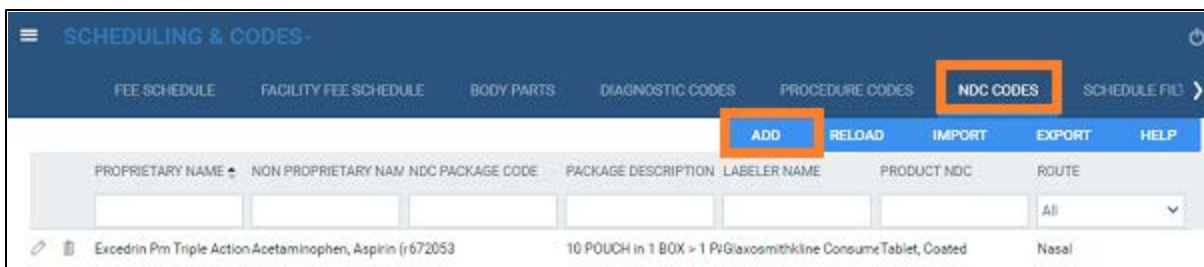 SCHEDULING & CODES-
FEE SCHEDULE FACILITY FEE SCHEDULE BODY PARTS DIAGNOSTIC CODES PROCEDURE CODES NDC CODES SCHEDULE FIL
ADD RELOAD IMPORT EXPORT HELP
PROPRIETARY NAME NON PROPRIETARY NAM NDC PACKAGE CODE PACKAGE DESCRIPTION LABELER NAME PRODUCT NDC ROUTE
All
Excedrin Pm Triple Action Acetaminophen, Aspirin (r 672053 10 POUCH in 1 BOX > 1 P Glaxosmithkline Consume Tablet, Coated Nasal